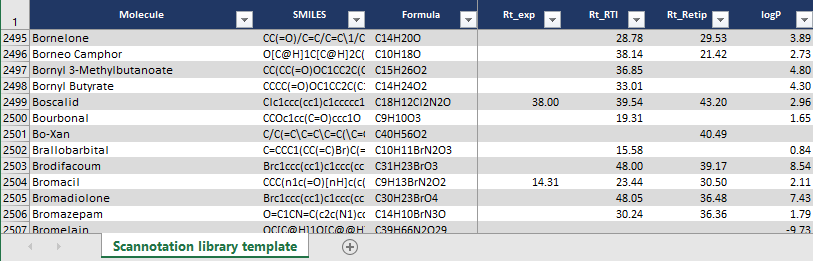 1 Molecule SMILES Formula Rt_exp Rt_RTI Rt_Retip logP
2495 Bornelone CC(=O)/C=C/C=C\1/C C14H20O 28.78 29.53 3.89
2496 Borneo Camphor O[C@H]1C[C@H]2C( C10H18O 38.14 21.42 2.73
2497 Bornyl 3-Methylbutanoate CC(CC(=O)OC1CC2C( C15H26O2 36.85 4.80
2498 Bornyl Butyrate CCCC(=O)OC1CC2C(C C14H24O2 33.01 4.30
2499 Boscalid Clc1ccc(cc1)c1ccccc1 C18H12Cl2N2O 38.00 39.54 43.20 2.96
2500 Bourbonal CCOc1cc(C=O)ccc1O C9H10O3 19.31 1.65
2501 Bo-Xan C/C(=C\C=C\C=C(\C=C C40H56O2 40.49
2502 Brallobarbital C=CCC1(CC(=C)Br)C(= C10H11BrN2O3 15.58 0.84
2503 Brodifacoum Brc1ccc(cc1)c1ccc(cc C31H23BrO3 48.00 39.17 8.54
2504 Bromacil CCC(n1c(=O)[nH]c(c( C9H13BrN2O2 14.31 23.44 30.50 2.11
2505 Bromadiolone Brc1ccc(cc1)c1ccc(cc C30H23BrO4 48.05 36.48 7.43
2506 Bromazepam O=C1CN=C(c2c(N1)cc C14H10BrN3O 30.24 36.36 1.79
2507 Bromelain OC[C@H]1O[C@@H] C39H66N2O29 -9.73
Scannotation library template